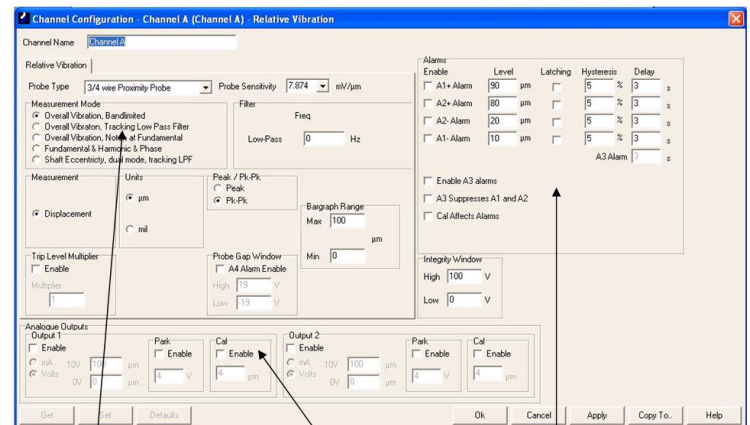 Channel Configuration - Channel A (Channel A) - Relative Vibration
Channel Name Channel A
Relative Vibration
Probe Type 3/4 wire Proximity Probe Probe Sensitivity 7.874 mV/µm
Measurement Mode
Overall Vibration, Bandlimited
Overall Vibraton, Tracking Low Pass Filter
Overall Vibration, Notch at Fundamental
Fundamental & Harmonic & Phase
Shaft Eccentricity, dual mode, tracking LPF
Filter
Freq
Low-Pass 0 Hz
Measurement
Displacement
Units
µm
mil
Peak / Pk-Pk
Peak
Pk-Pk
Bargraph Range
Max 100
µm
Min 0
Trip Level Multiplier
Enable
Multiplier
1
Probe Gap Window
A4 Alarm Enable
High 19 V
Low -19 V
Alarms
Enable Level Latching Hysteresis Delay
A1+ Alarm 90 µm 5 % 3 s
A2+ Alarm 80 µm 5 % 3 s
A2- Alarm 20 µm 5 % 3 s
A1- Alarm 10 µm 5 % 3 s
A3 Alarm 3 s
Enable A3 alarms
A3 Suppresses A1 and A2
Cal Affects Alarms
Integrity Window
High 100 V
Low 0 V
Analogue Outputs
Output 1
Enable
mA 10V 100 µm
Volts 0V 0 µm
Park
Enable
4 V
Cal
Enable
4 µm
Output 2
Enable
mA 10V 100 µm
Volts 0V 0 µm
Park
Enable
4 V
Cal
Enable
4 µm
Get Set Defaults Ok Cancel Apply Copy To.. Help